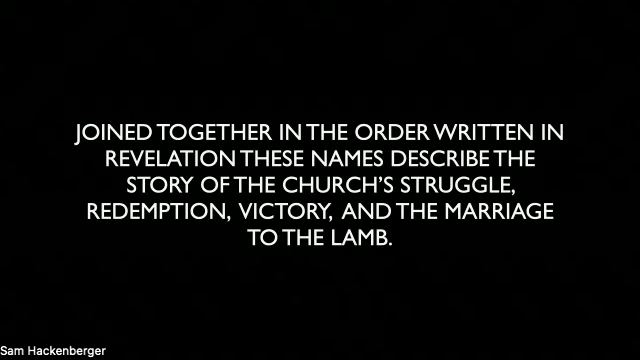 JOINED TOGETHER IN THE ORDER WRITTEN IN
REVELATION THESE NAMES DESCRIBE THE
STORY OF THE CHURCH'S STRUGGLE,
REDEMPTION, VICTORY, AND THE MARRIAGE
TO THE LAMB.
Sam Hackenberger